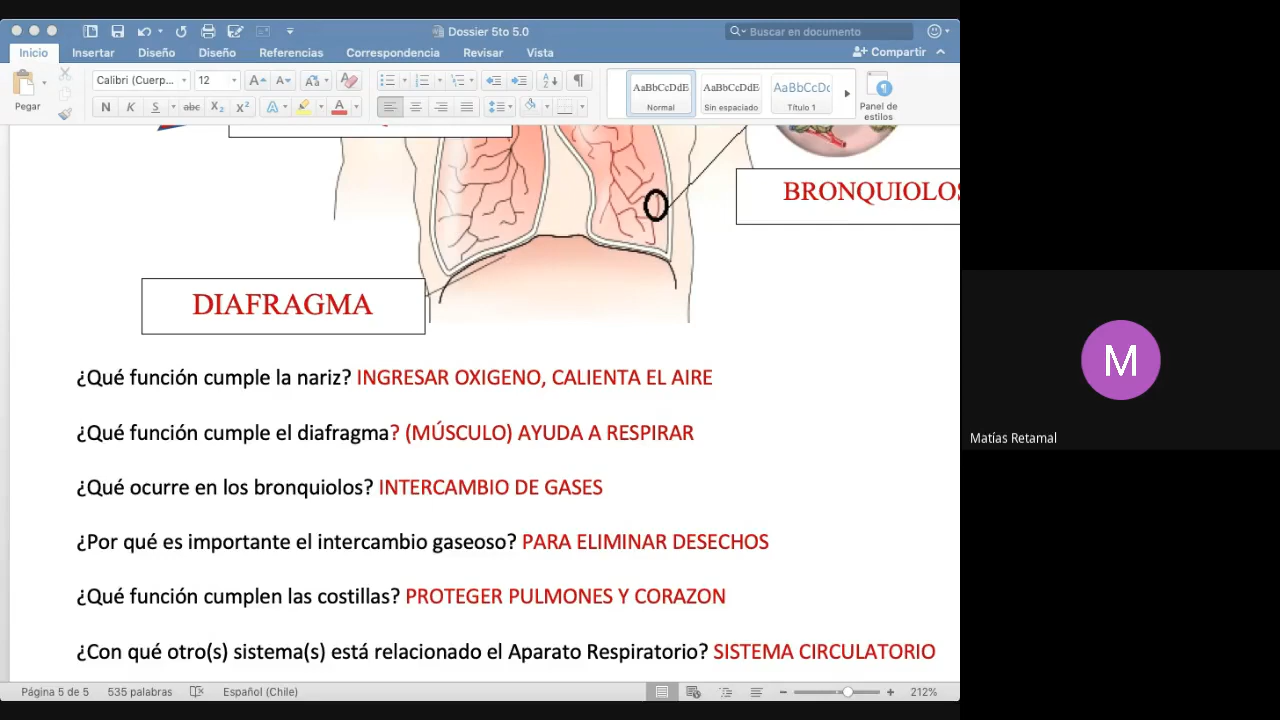 Dossier 5to 5.0
Buscar en documento
Inicio Insertar Diseño Diseño Referencias Correspondencia Revisar Vista
Compartir
Pegar
Calibri (Cuerp... 12
N K S abc X₂ X² A A
AaBbCcDdE AaBbCcDdE AaBbCcDc
Normal Sin espaciado Título 1
Panel de estilos
BRONQUIOLOS
DIAFRAGMA
¿Qué función cumple la nariz? INGRESAR OXIGENO, CALIENTA EL AIRE
¿Qué función cumple el diafragma? (MÚSCULO) AYUDA A RESPIRAR
¿Qué ocurre en los bronquiolos? INTERCAMBIO DE GASES
¿Por qué es importante el intercambio gaseoso? PARA ELIMINAR DESECHOS
¿Qué función cumplen las costillas? PROTEGER PULMONES Y CORAZON
¿Con qué otro(s) sistema(s) está relacionado el Aparato Respiratorio? SISTEMA CIRCULATORIO
Página 5 de 5 535 palabras Español (Chile) 212%
M
Matías Retamal